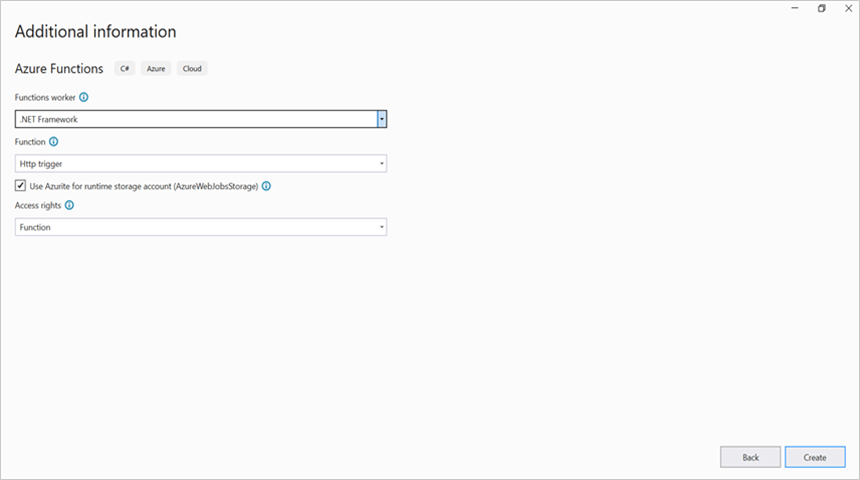 Additional information
Azure Functions C# Azure Cloud
Functions worker
.NET Framework
Function
Http trigger
Use Azurite for runtime storage account (AzureWebJobsStorage)
Access rights
Function
Back Create